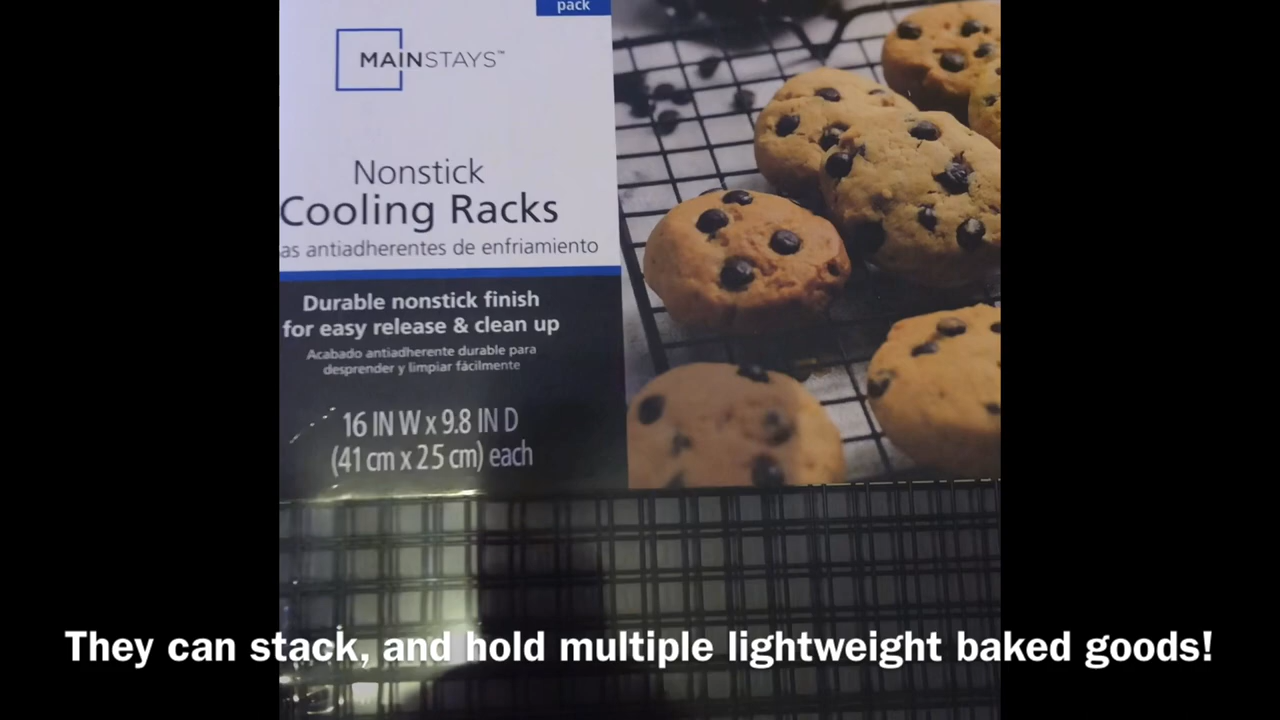 pack
MAINSTAYS™
Nonstick
Cooling Racks
as antiadherentes de enfriamiento
Durable nonstick finish
for easy release & clean up
Acabado antiadherente durable para
desprender y limpiar fácilmente
16 IN W x 9.8 IN D
(41 cm x 25 cm) each
They can stack, and hold multiple lightweight baked goods!